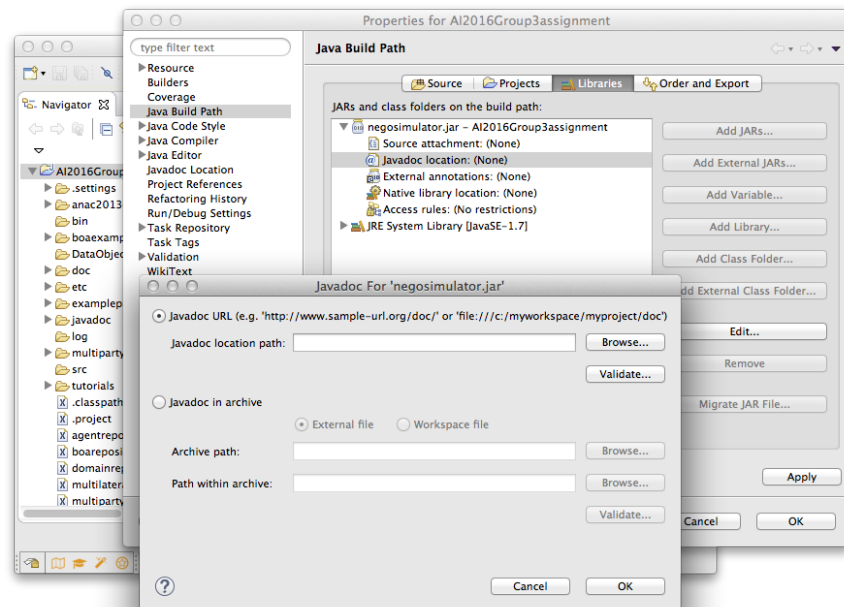 Properties for AI2016Group3assignment
type filter text
Java Build Path
Resource
Builders
Coverage
Java Build Path
Java Code Style
Java Compiler
Java Editor
Javadoc Location
Project References
Refactoring History
Run/Debug Settings
Task Repository
Task Tags
Validation
WikiText
Source
Projects
Libraries
Order and Export
JARs and class folders on the build path:
negosimulator.jar – AI2016Group3assignment
Source attachment: (None)
Javadoc location: (None)
External annotations: (None)
Native library location: (None)
Access rules: (No restrictions)
JRE System Library [JavaSE-1.7]
Add JARs...
Add External JARs...
Add Variable...
Add Library...
Add Class Folder...
dd External Class Folder...
Edit...
Remove
Migrate JAR File...
Apply
Cancel
OK
Navigator
AI2016Group
.settings
anac2013
bin
boaexamp
DataObjec
doc
etc
examplep
javadoc
log
multiparty
src
tutorials
.classpath
.project
agentrepo
boareposi
domainrep
multilatera
multiparty
Javadoc For 'negosimulator.jar'
Javadoc URL (e.g. 'http://www.sample-url.org/doc/' or 'file:///c:/myworkspace/myproject/doc')
Javadoc location path:
Browse...
Validate...
Javadoc in archive
External file
Workspace file
Archive path:
Browse...
Path within archive:
Browse...
Validate...
?
Cancel
OK